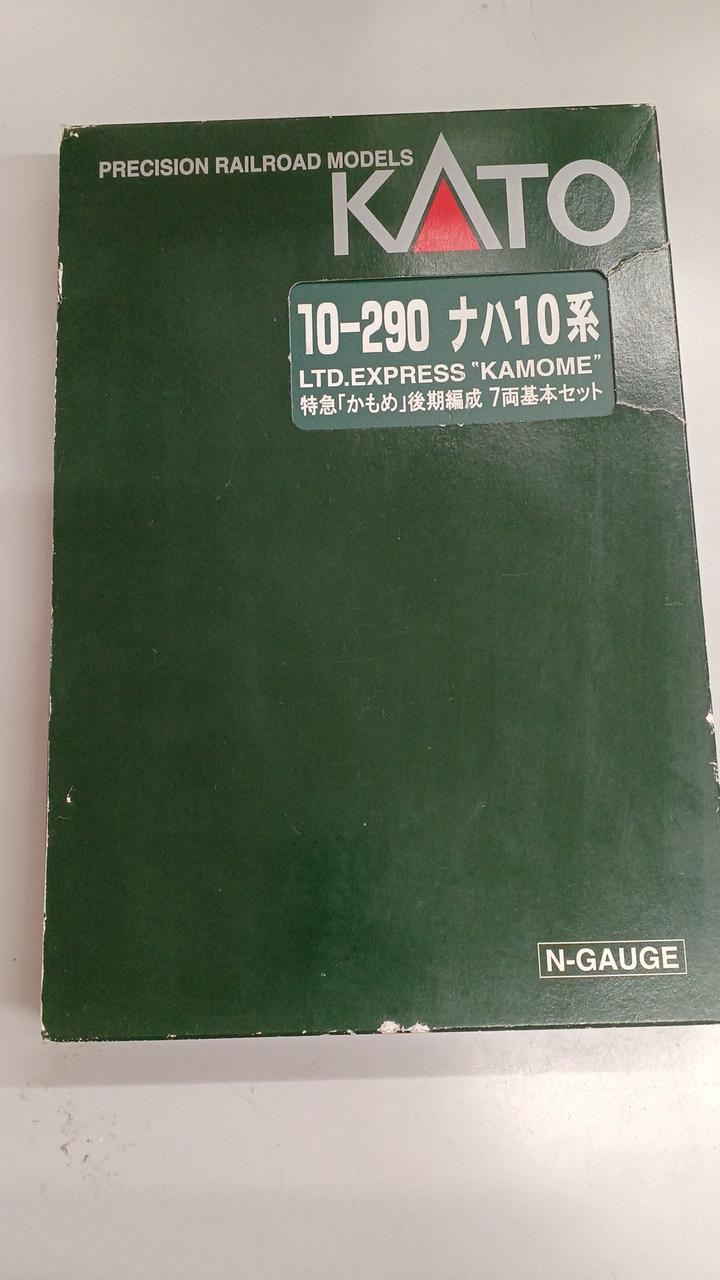 PRECISION RAILROAD MODELS
KATO
10-290 ナハ10系
LTD.EXPRESS "KAMOME"
特急「かもめ」後期編成 7両基本セット
N-GAUGE